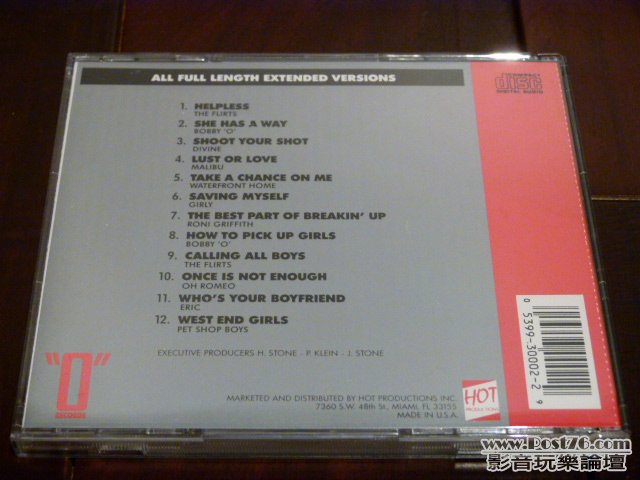 ALL FULL LENGTH EXTENDED VERSIONS
COMPACT
disc
DIGITAL AUDIO
1. HELPLESS
THE FLIRTS
2. SHE HAS A WAY
BOBBY 'O'
3. SHOOT YOUR SHOT
DIVINE
4. LUST OR LOVE
MALIBU
5. TAKE A CHANCE ON ME
WATERFRONT HOME
6. SAVING MYSELF
GIRLY
7. THE BEST PART OF BREAKIN' UP
RONI GRIFFITH
8. HOW TO PICK UP GIRLS
BOBBY 'O'
9. CALLING ALL BOYS
THE FLIRTS
10. ONCE IS NOT ENOUGH
OH ROMEO
11. WHO'S YOUR BOYFRIEND
ERIC
12. WEST END GIRLS
PET SHOP BOYS
EXECUTIVE PRODUCERS H. STONE - P. KLEIN - J. STONE
"O"
RECORDS
MARKETED AND DISTRIBUTED BY HOT PRODUCTIONS INC.
7360 S.W. 48th ST., MIAMI, FL 33155
MADE IN U.S.A.
HOT
PRODUCTIONS
0 5399-30002-2 9
www.Post76.com
影音玩樂論壇